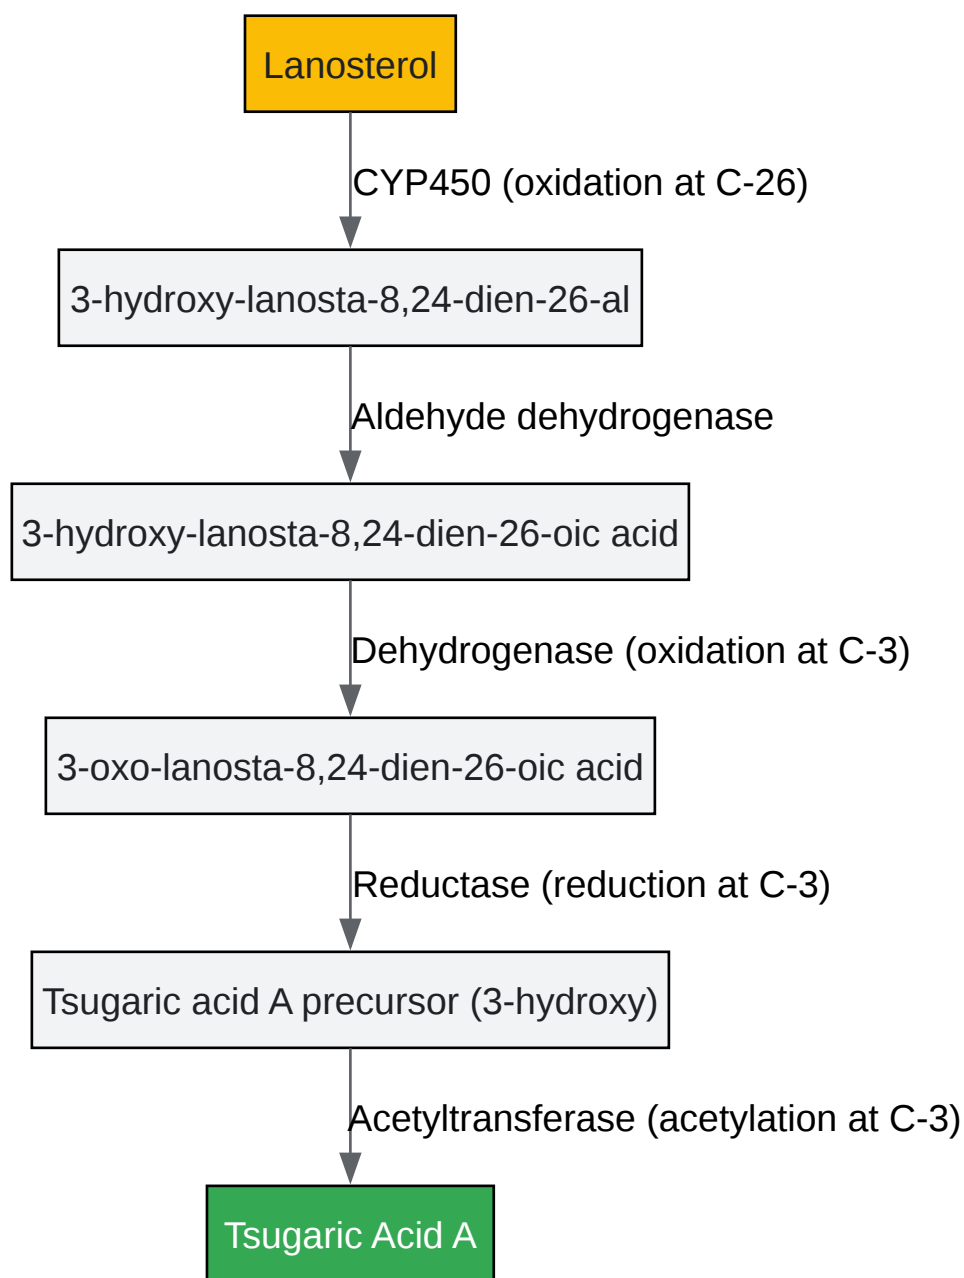 Lanosterol
CYP450 (oxidation at C-26)
3-hydroxy-lanosta-8,24-dien-26-al
Aldehyde dehydrogenase
3-hydroxy-lanosta-8,24-dien-26-oic acid
Dehydrogenase (oxidation at C-3)
3-oxo-lanosta-8,24-dien-26-oic acid
Reductase (reduction at C-3)
Tsugaric acid A precursor (3-hydroxy)
Acetyltransferase (acetylation at C-3)
Tsugaric Acid A